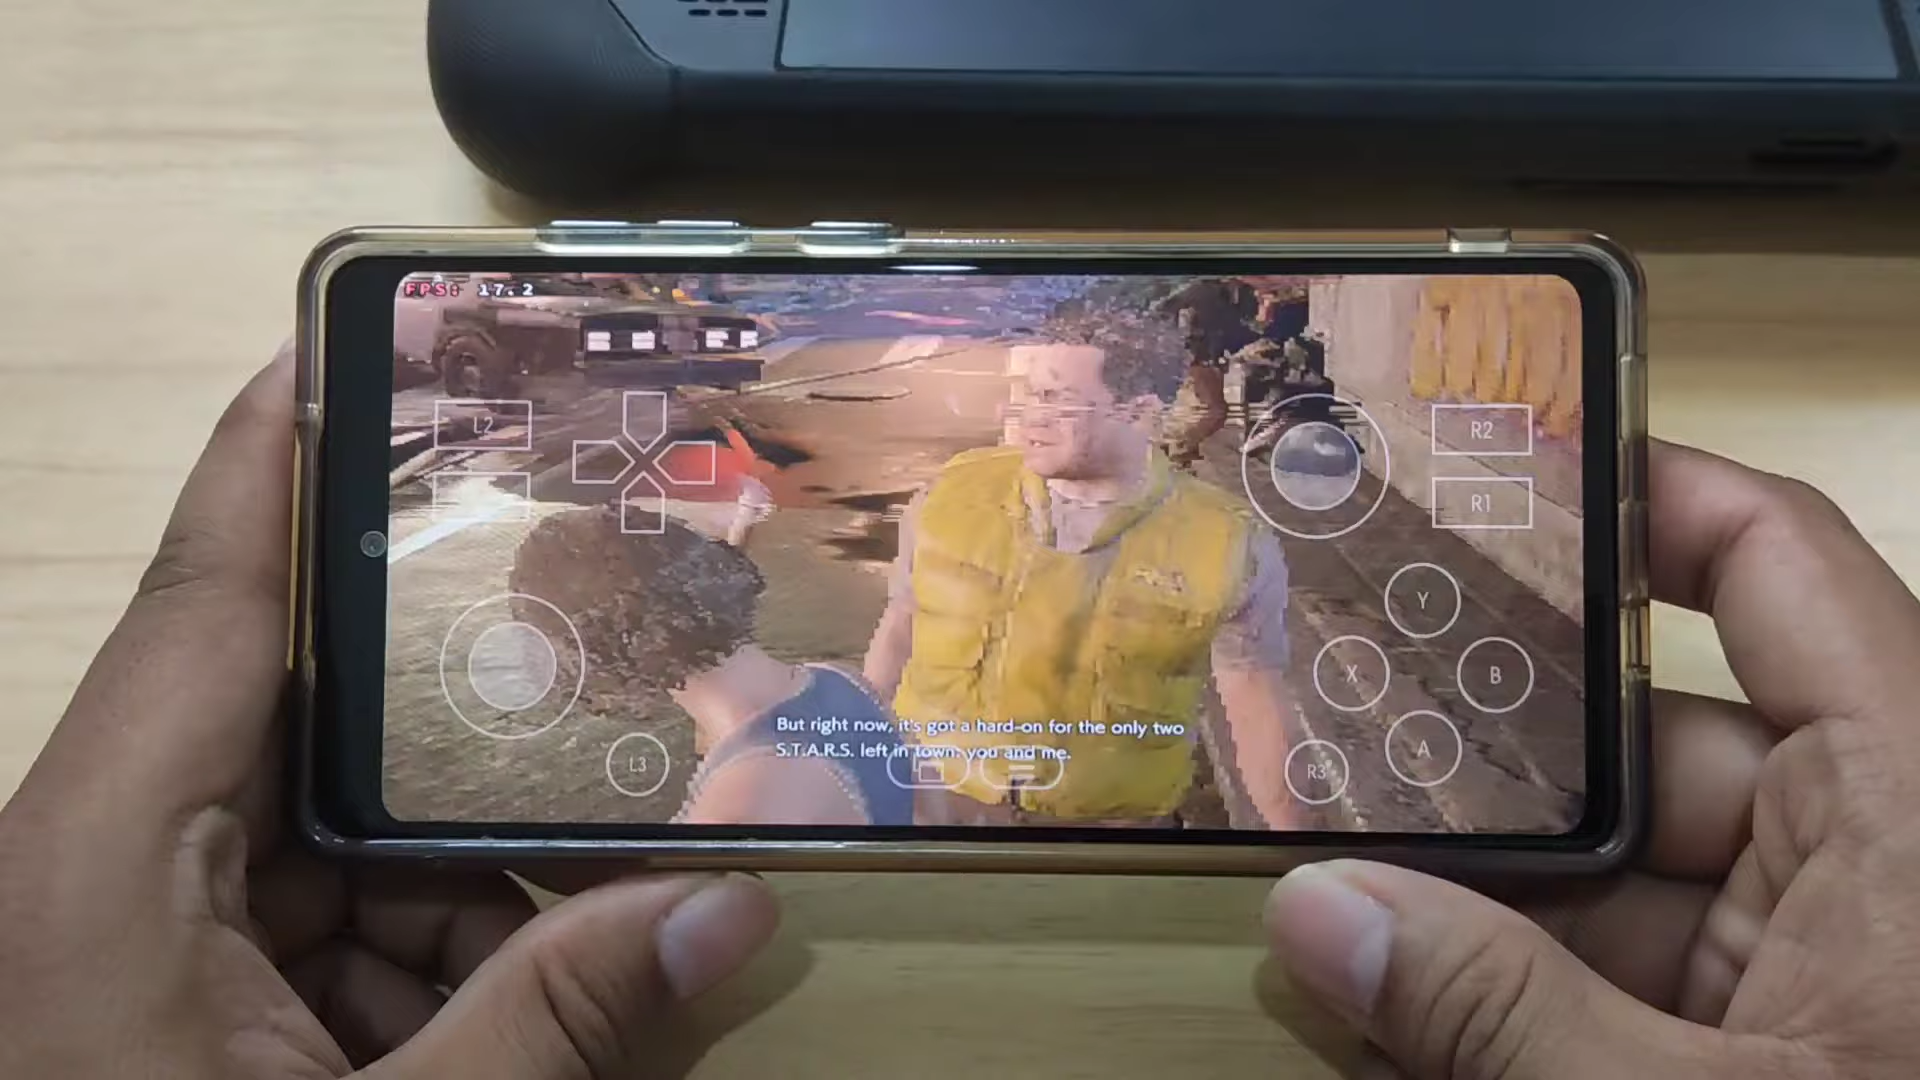 FPS: 17.2
L2
R2
R1
Y
X
B
A
L3
R3
But right now, it's got a hard-on for the only two
S.T.A.R.S. left in town: you and me.